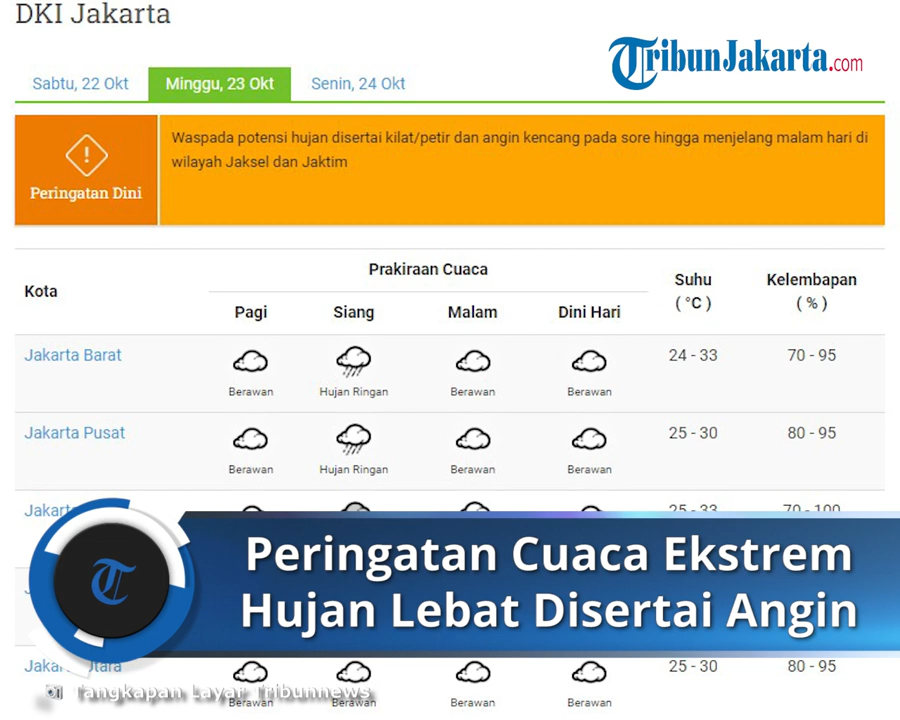 DKI Jakarta
TribunJakarta.com
Sabtu, 22 Okt Minggu, 23 Okt Senin, 24 Okt
Waspada potensi hujan disertai kilat/petir dan angin kencang pada sore hingga menjelang malam hari di
wilayah Jaksel dan Jaktim
Peringatan Dini
Kota Prakiraan Cuaca Suhu Kelembapan
Pagi Siang Malam Dini Hari ( °C ) ( % )
Jakarta Barat 24 - 33 70 - 95
Berawan Hujan Ringan Berawan Berawan
Jakarta Pusat 25 - 30 80 - 95
Berawan Hujan Ringan Berawan Berawan
25 - 33 70 - 100
Peringatan Cuaca Ekstrem
Hujan Lebat Disertai Angin
25 - 30 80 - 95
Tangkapan Layar Tribunnews
Berawan Berawan Berawan Berawan